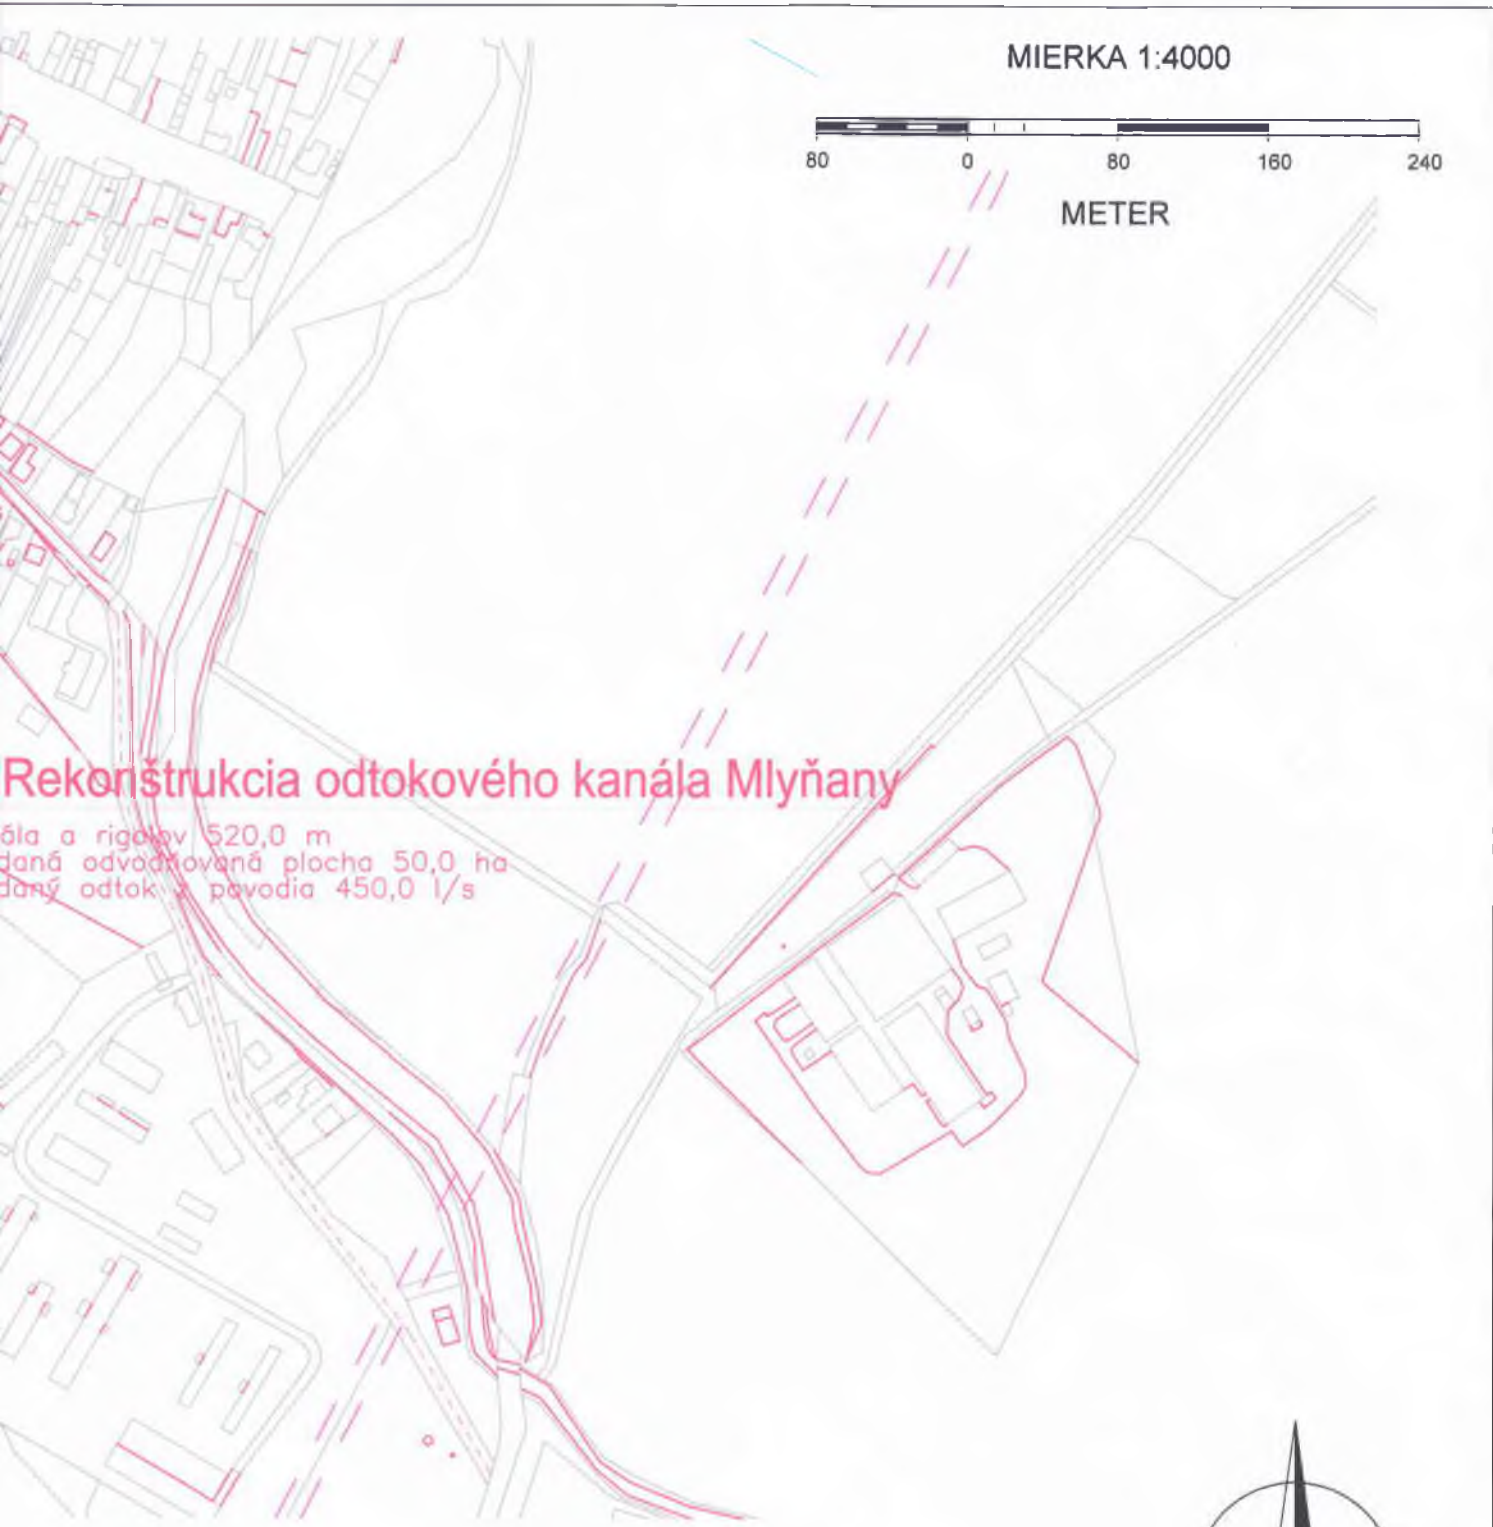 MIERKA 1:4000
80 0 80 160 240
METER
Rekonštrukcia odtokového kanála Mlyňany
ála a rigolov 520,0 m
daná odvodňovaná plocha 50,0 ha
daný odtok z povodia 450,0 l/s